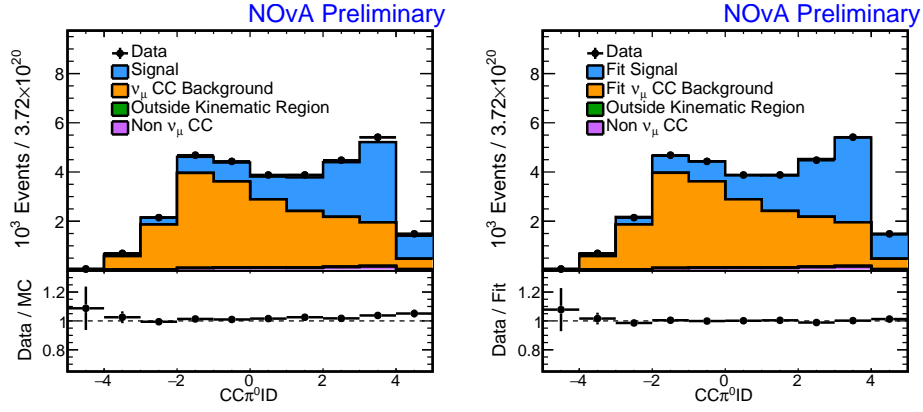 NOvA Preliminary
10³ Events / 3.72×10²⁰
8
6
4
2
Data
Signal
νμ CC Background
Outside Kinematic Region
Non νμ CC
Data / MC
1.2
1
0.8
−4 −2 0 2 4
CCπ⁰ID
NOvA Preliminary
10³ Events / 3.72×10²⁰
8
6
4
2
Data
Fit Signal
Fit νμ CC Background
Outside Kinematic Region
Non νμ CC
Data / Fit
1.2
1
0.8
−4 −2 0 2 4
CCπ⁰ID